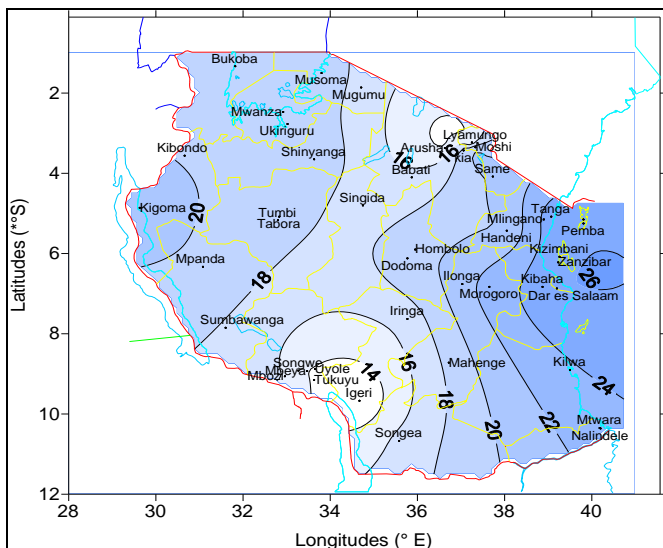 Bukoba
Musoma
Mugumu
2
Mwanza
Ukiriguru
Lyamungo
Kibondo
Shinyanga
Arusha
Moshi
16
16
kia
4
Babati
Same
Singida
Kigoma
20
Tumbi
Tabora
Tanga
Mlingano
Pemba
Handeni
Hombolo
Kizimbani
6
Mpanda
Dodoma
Zanzibar
18
Ilonga
Kibaha
26
Morogoro
Dar es Salaam
Latitudes (°S)
Sumbawanga
Iringa
8
Songwe
Mbeya
Uyole
16
Mahenge
Kilwa
Mbozi
Tukuyu
14
24
Igeri
18
10
20
22
Songea
Mtwara
Nalindele
12
28
30
32
34
36
38
40
Longitudes (° E)